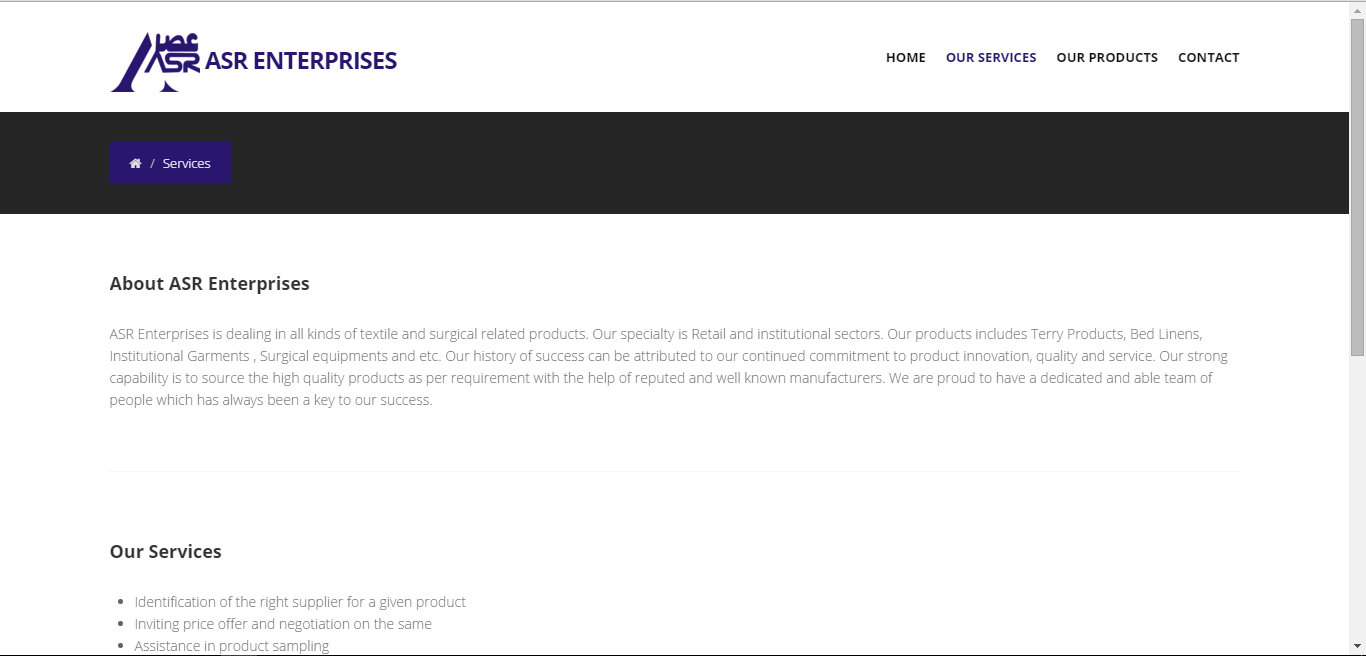 ASR
ASR ENTERPRISES
HOME OUR SERVICES OUR PRODUCTS CONTACT
/ Services
About ASR Enterprises
ASR Enterprises is dealing in all kinds of textile and surgical related products. Our specialty is Retail and institutional sectors. Our products includes Terry Products, Bed Linens,
Institutional Garments , Surgical equipments and etc. Our history of success can be attributed to our continued commitment to product innovation, quality and service. Our strong
capability is to source the high quality products as per requirement with the help of reputed and well known manufacturers. We are proud to have a dedicated and able team of
people which has always been a key to our success.
Our Services
• Identification of the right supplier for a given product
• Inviting price offer and negotiation on the same
• Assistance in product sampling